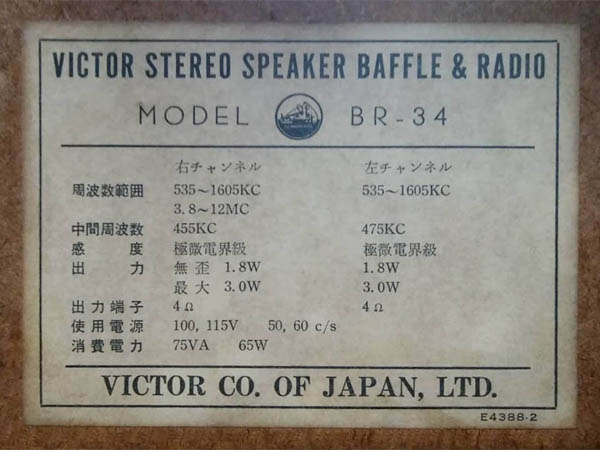 VICTOR STEREO SPEAKER BAFFLE & RADIO
MODEL BR-34
右チャンネル 左チャンネル
周波数範囲 535～1605KC 535～1605KC
3.8～12MC
中間周波数 455KC 475KC
感度 極微電界級 極微電界級
出力 無歪 1.8W 1.8W
最大 3.0W 3.0W
出力端子 4Ω 4Ω
使用電源 100, 115V 50, 60 c/s
消費電力 75VA 65W
VICTOR CO. OF JAPAN, LTD.
E4388-2